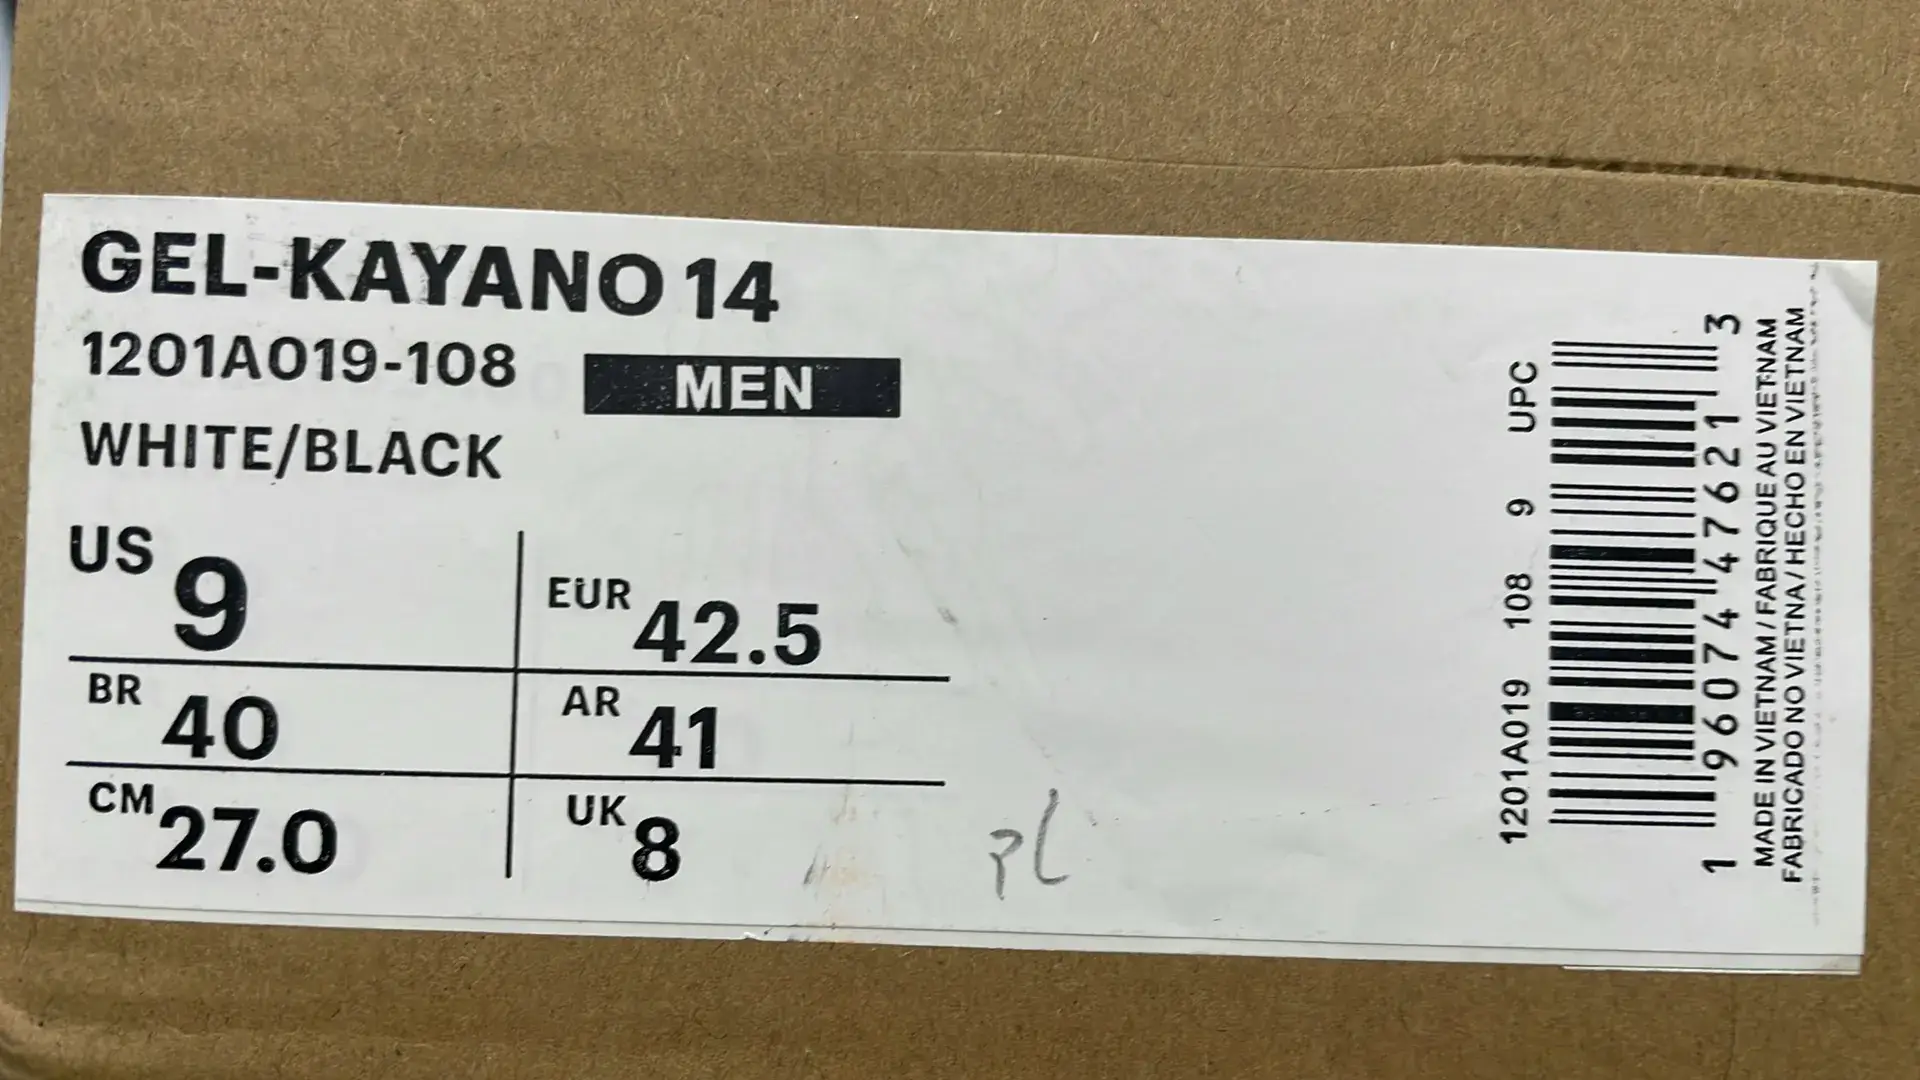 GEL-KAYANO 14
1201A019-108
MEN
WHITE/BLACK
US 9
EUR 42.5
BR 40
AR 41
CM 27.0
UK 8
1201A019 108 9 UPC
1 96074 47621 3
MADE IN VIETNAM / FABRIQUE AU VIETNAM
FABRICADO NO VIETNA / HECHO EN VIETNAM